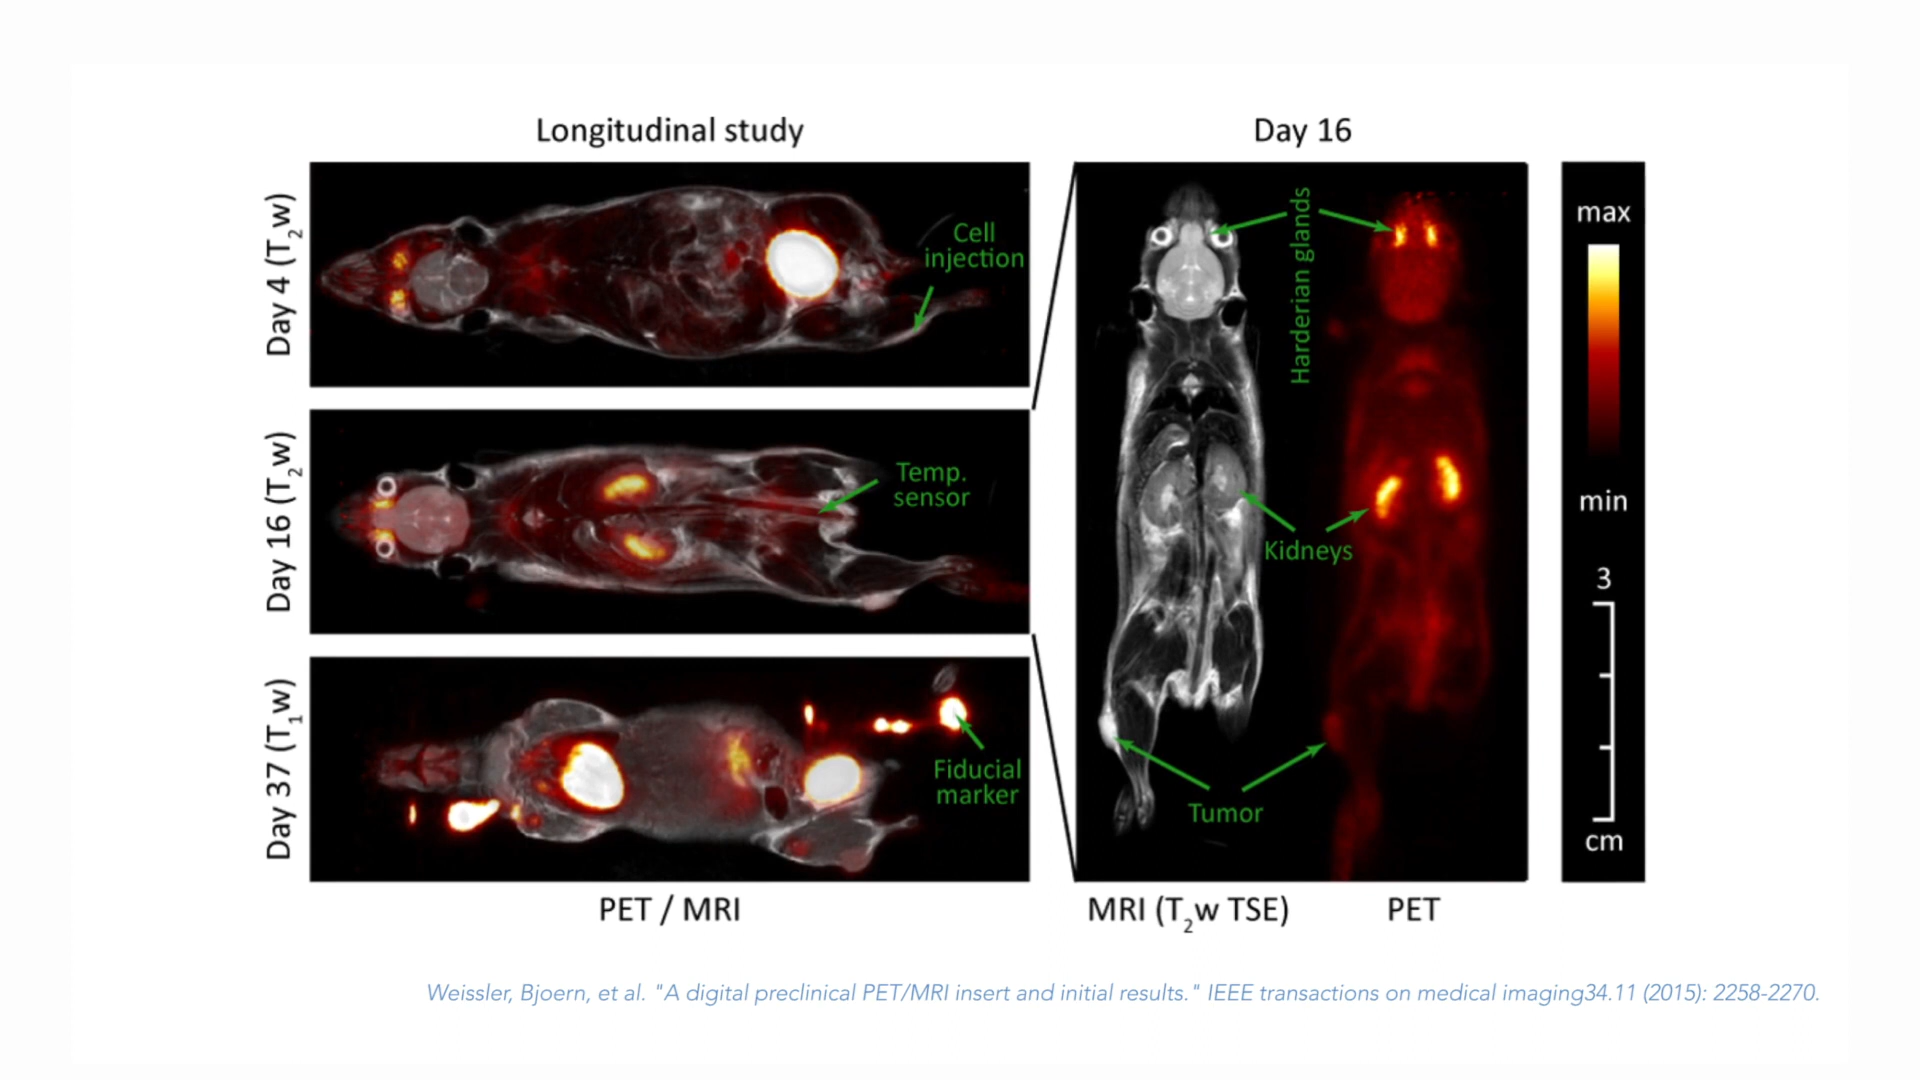 Longitudinal study
Day 16
Day 4 (T2w)
Cell
injection
Day 16 (T2w)
Temp.
sensor
Day 37 (T1w)
Fiducial
marker
PET / MRI
Harderian glands
Kidneys
Tumor
MRI (T2w TSE)
PET
max
min
3
cm
Weissler, Bjoern, et al. "A digital preclinical PET/MRI insert and initial results." IEEE transactions on medical imaging34.11 (2015): 2258-2270.